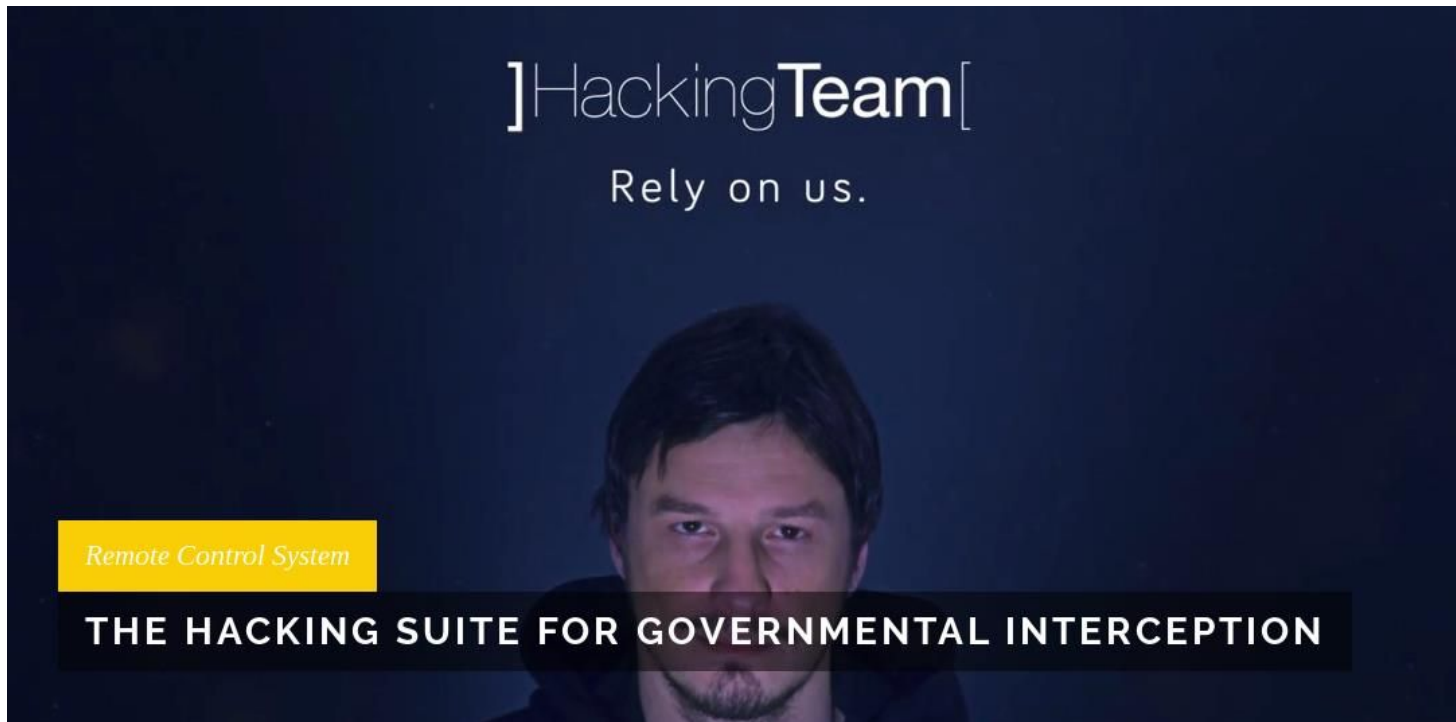 ]HackingTeam[
Rely on us.
Remote Control System
THE HACKING SUITE FOR GOVERNMENTAL INTERCEPTION